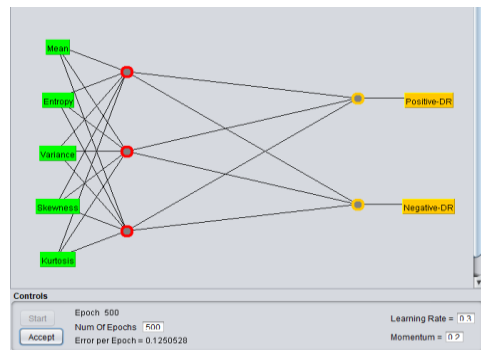 Mean
Entropy
Positive-DR
Variance
Skewness
Negative-DR
Kurtosis
Controls
Start
Epoch 500
Num Of Epochs 500
Learning Rate = 0.3
Accept
Error per Epoch = 0.1250528
Momentum = 0.2